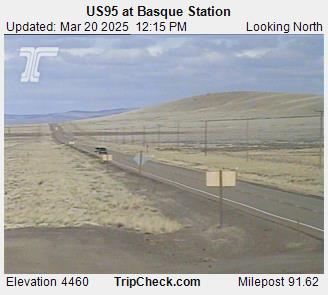 US95 at Basque Station
Updated: Mar 20 2025 12:15 PM Looking North
Elevation 4460 TripCheck.com Milepost 91.62